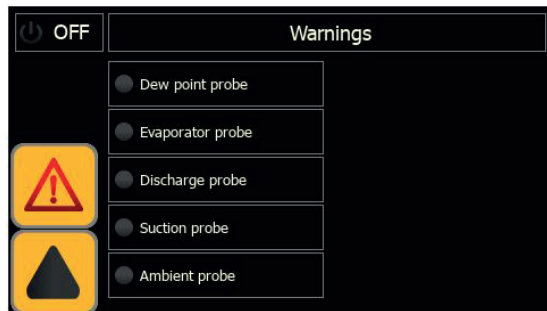 OFF
Warnings
Dew point probe
Evaporator probe
Discharge probe
Suction probe
Ambient probe